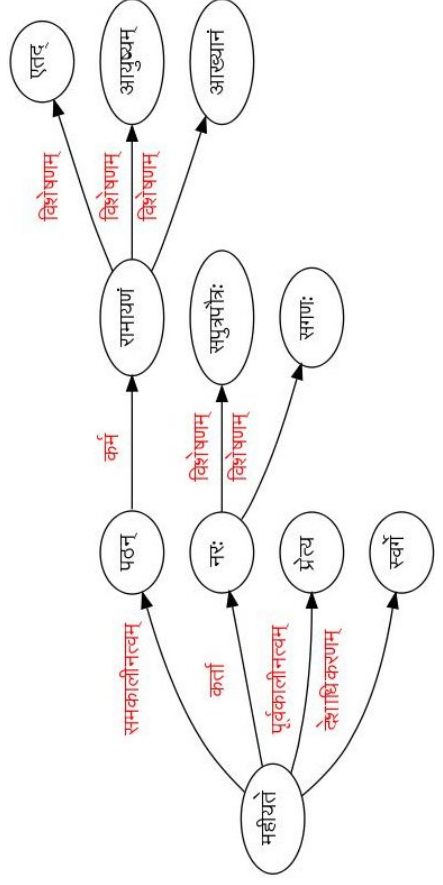 विशेषणम्
एतद्
कर्म
विशेषणम्
समकालीनत्वम्
पठन्
रामायणं
आयुष्यम्
विशेषणम्
विशेषणम्
आख्यानं
कर्ता
नरः
सपुत्रपौत्रः
विशेषणम्
महीयते
पूर्वकालीनत्वम्
प्रेत्य
सगणः
देशाधिकरणम्
स्वर्गे